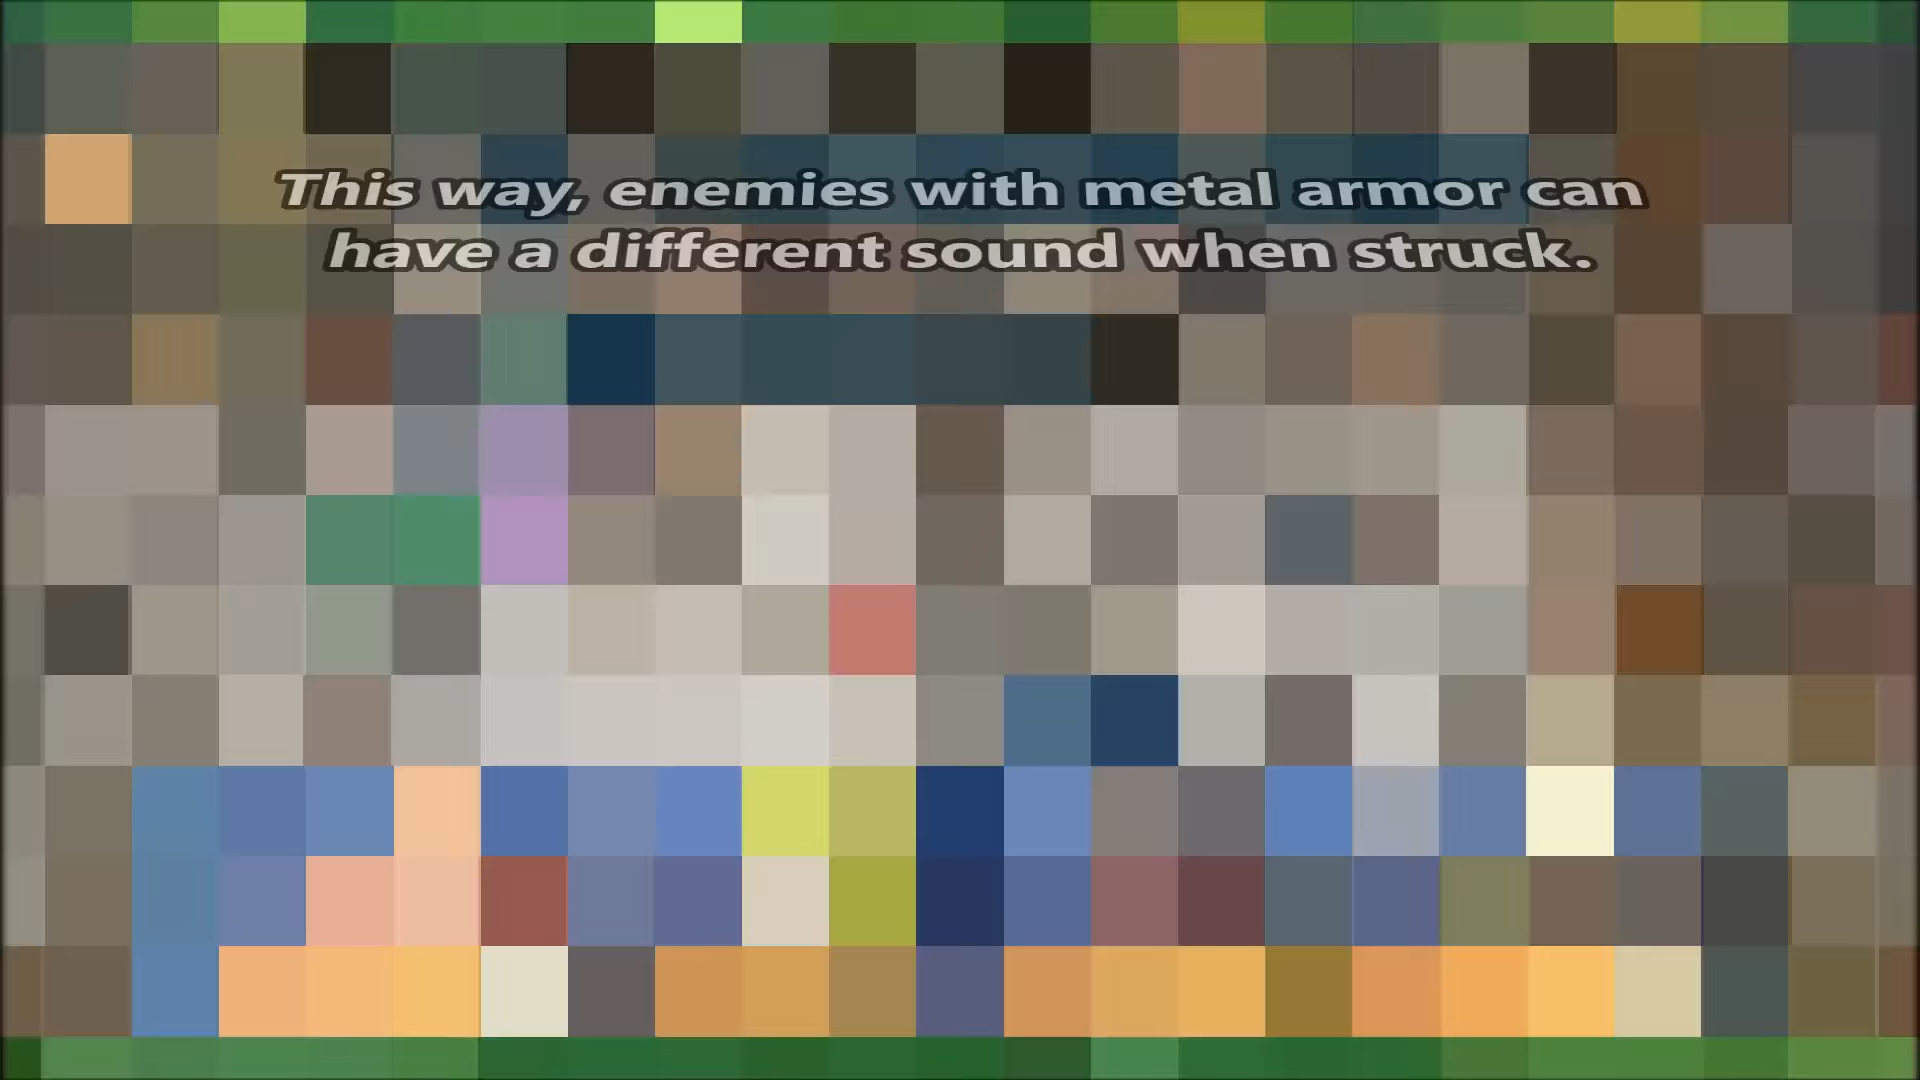 This way, enemies with metal armor can
have a different sound when struck.